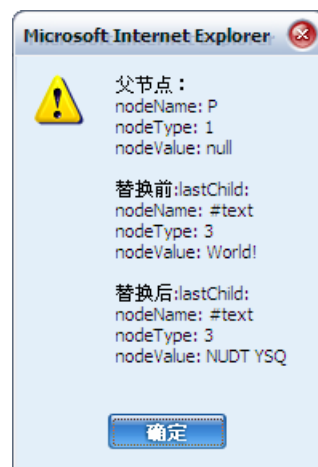 Microsoft Internet Explorer
父节点：
nodeName: P
nodeType: 1
nodeValue: null
替换前:lastChild:
nodeName: #text
nodeType: 3
nodeValue: World!
替换后:lastChild:
nodeName: #text
nodeType: 3
nodeValue: NUDT YSQ
确定